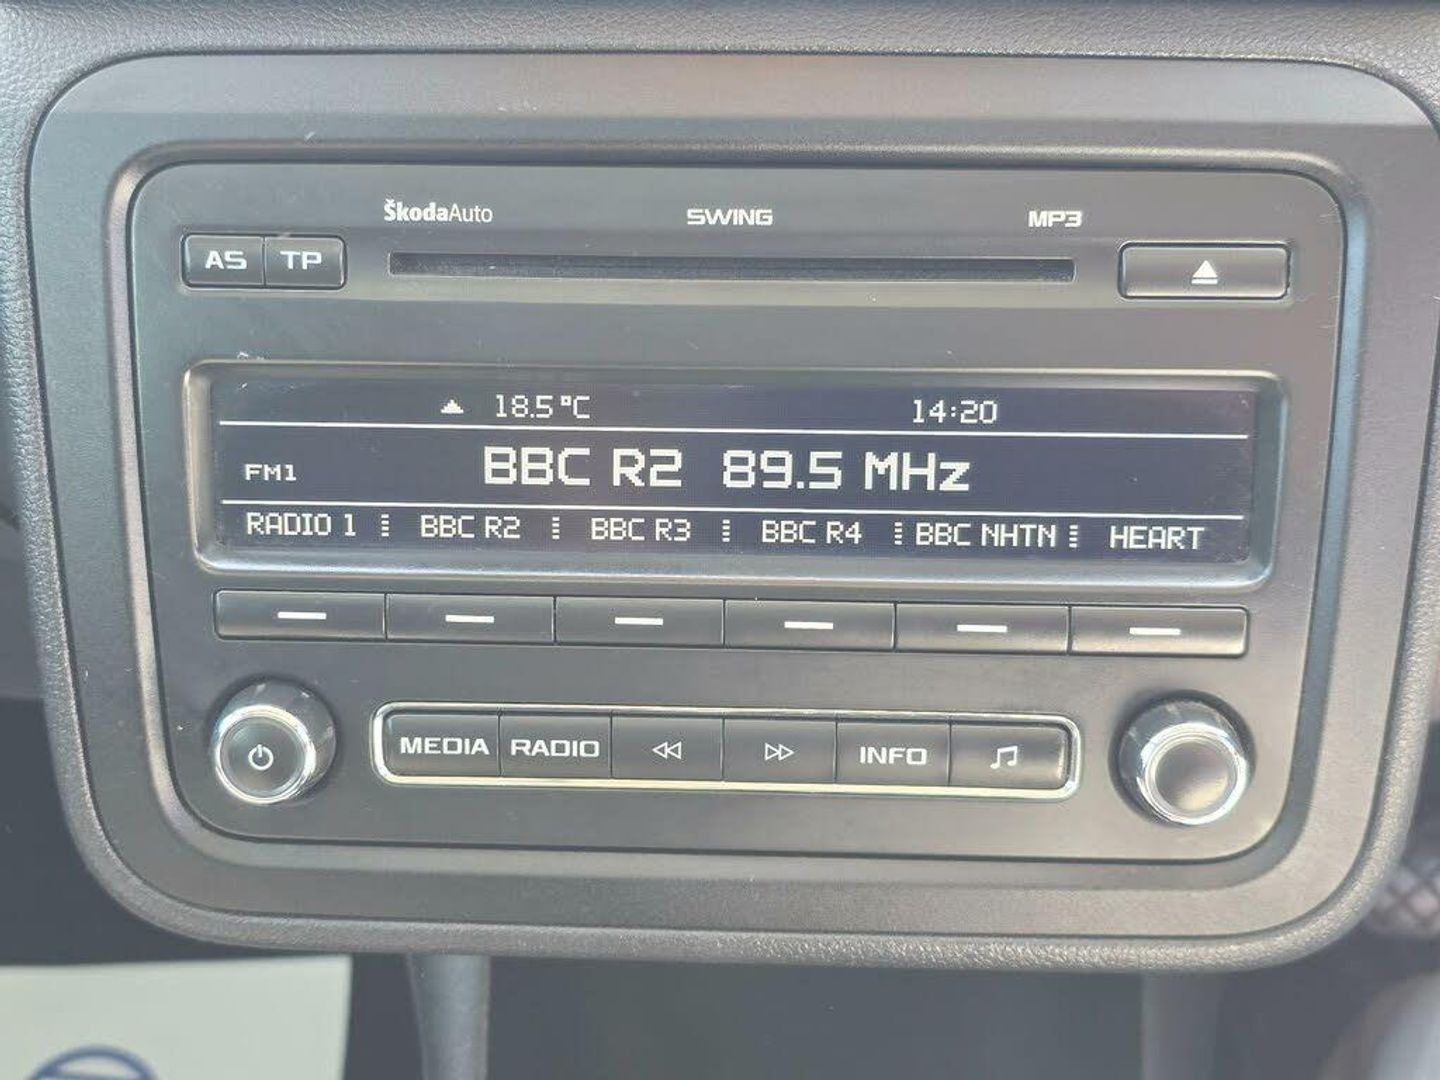 ŠkodaAuto SWING MP3
AS TP
18.5°C 14:20
FM1 BBC R2 89.5 MHz
RADIO 1 BBC R2 BBC R3 BBC R4 BBC NHTN HEART
MEDIA RADIO INFO